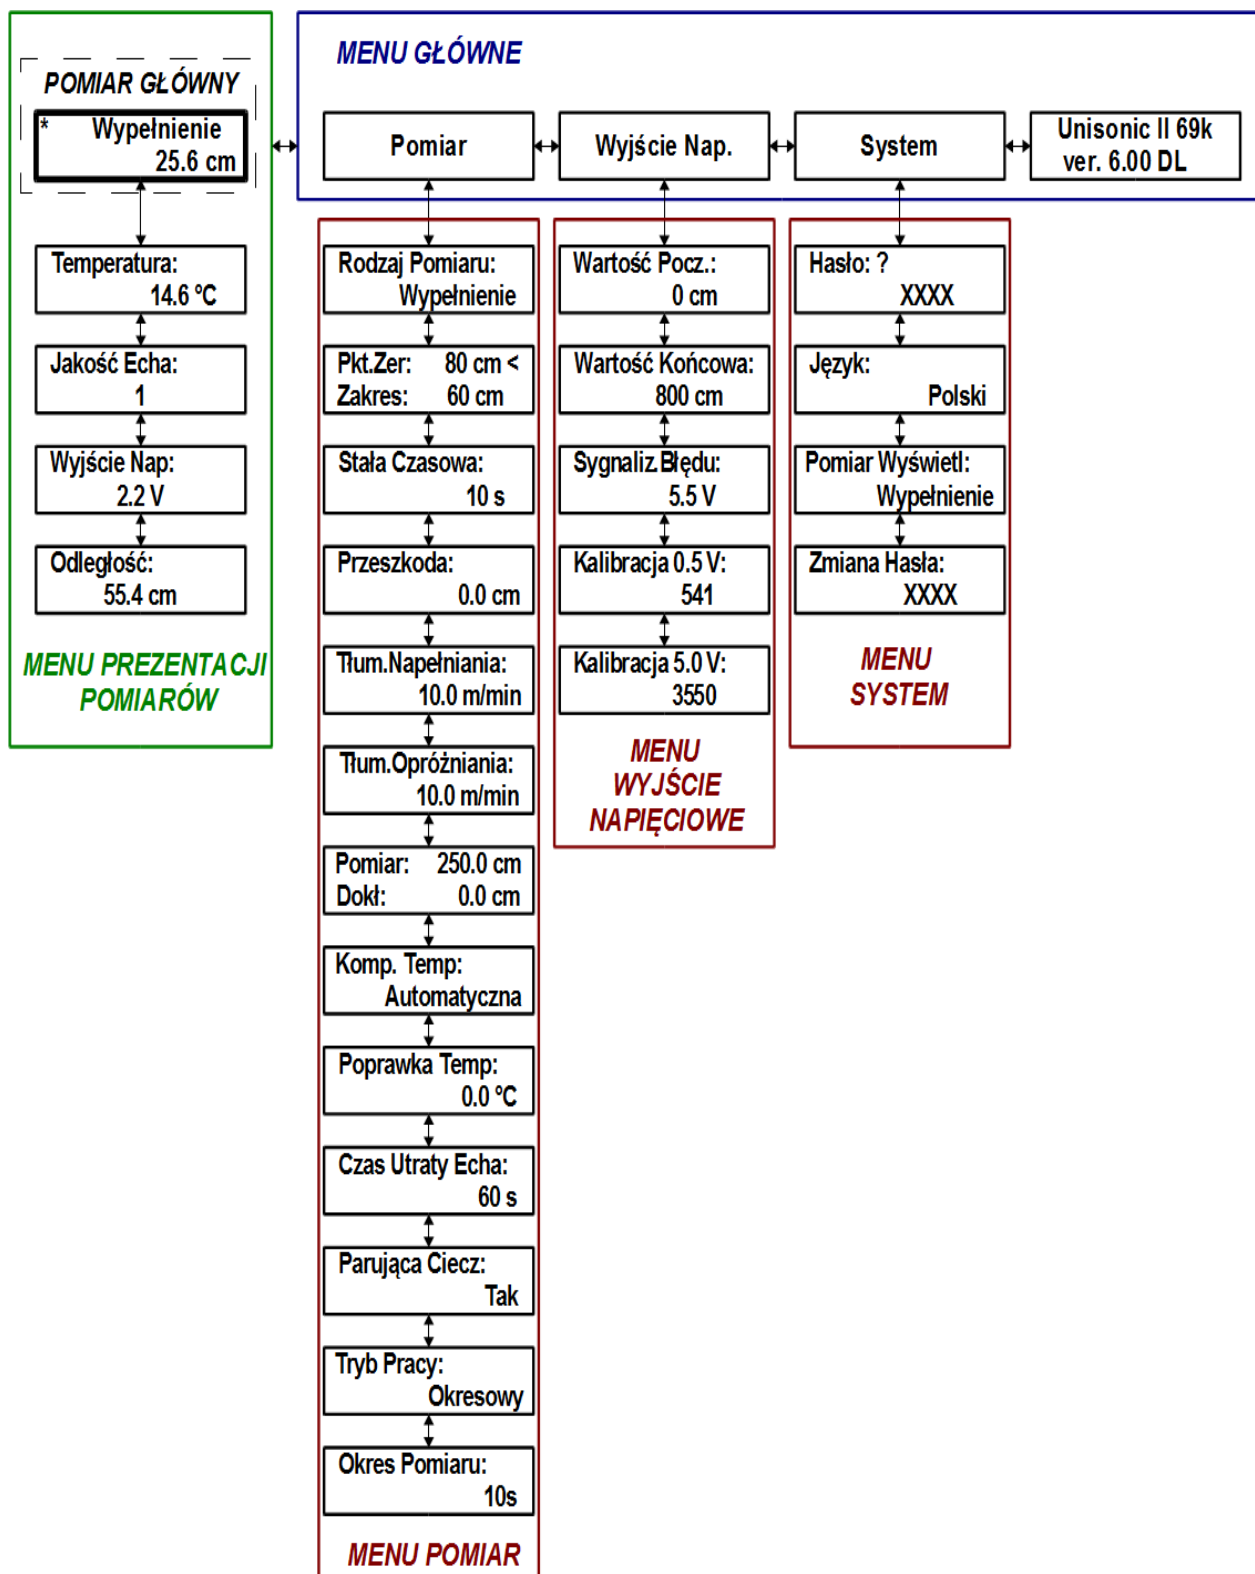 MENU GŁÓWNE
POMIAR GŁÓWNY
* Wypełnienie
25.6 cm
Pomiar
Wyjście Nap.
System
Unisonic II 69k
ver. 6.00 DL
Temperatura:
14.6 °C
Jakość Echa:
1
Wyjście Nap:
2.2 V
Odległość:
55.4 cm
MENU PREZENTACJI
POMIARÓW
Rodzaj Pomiaru:
Wypełnienie
Pkt.Zer: 80 cm <
Zakres: 60 cm
Stała Czasowa:
10 s
Przeszkoda:
0.0 cm
Tłum.Napełniania:
10.0 m/min
Tłum.Opróżniania:
10.0 m/min
Pomiar: 250.0 cm
Dokł: 0.0 cm
Komp. Temp:
Automatyczna
Poprawka Temp:
0.0 °C
Czas Utraty Echa:
60 s
Parująca Ciecz:
Tak
Tryb Pracy:
Okresowy
Okres Pomiaru:
10s
MENU POMIAR
Wartość Pocz.:
0 cm
Wartość Końcowa:
800 cm
Sygnaliz.Błędu:
5.5 V
Kalibracja 0.5 V:
541
Kalibracja 5.0 V:
3550
MENU
WYJŚCIE
NAPIĘCIOWE
Hasło: ?
XXXX
Język:
Polski
Pomiar Wyświetl:
Wypełnienie
Zmiana Hasła:
XXXX
MENU
SYSTEM